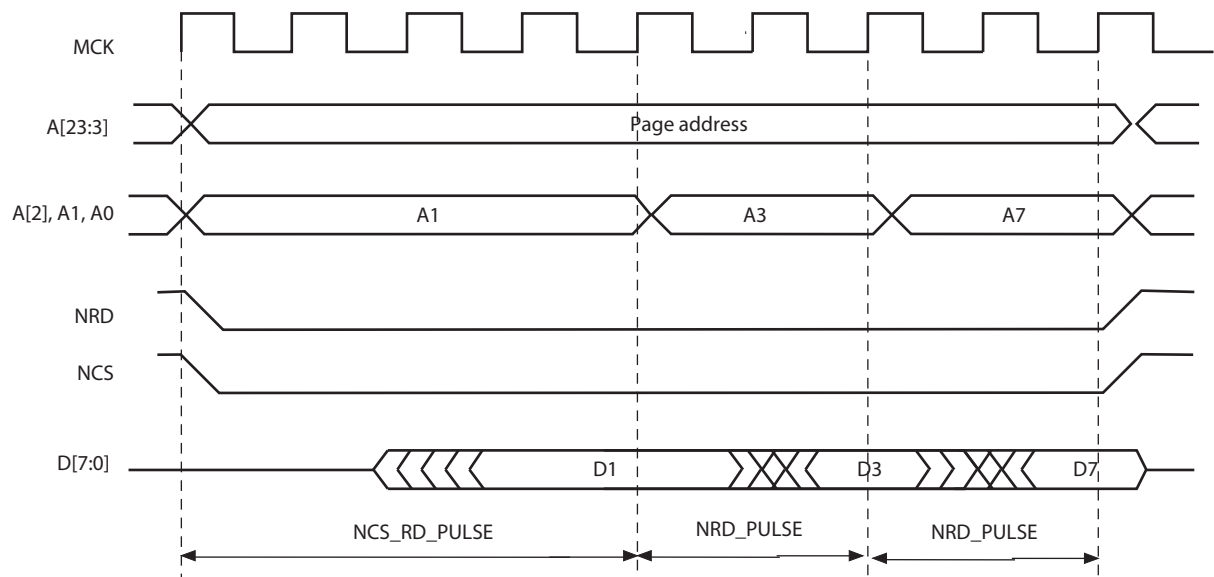 MCK
A[23:3]
Page address
A[2], A1, A0
A1
A3
A7
NRD
NCS
D[7:0]
D1
D3
D7
NCS_RD_PULSE
NRD_PULSE
NRD_PULSE